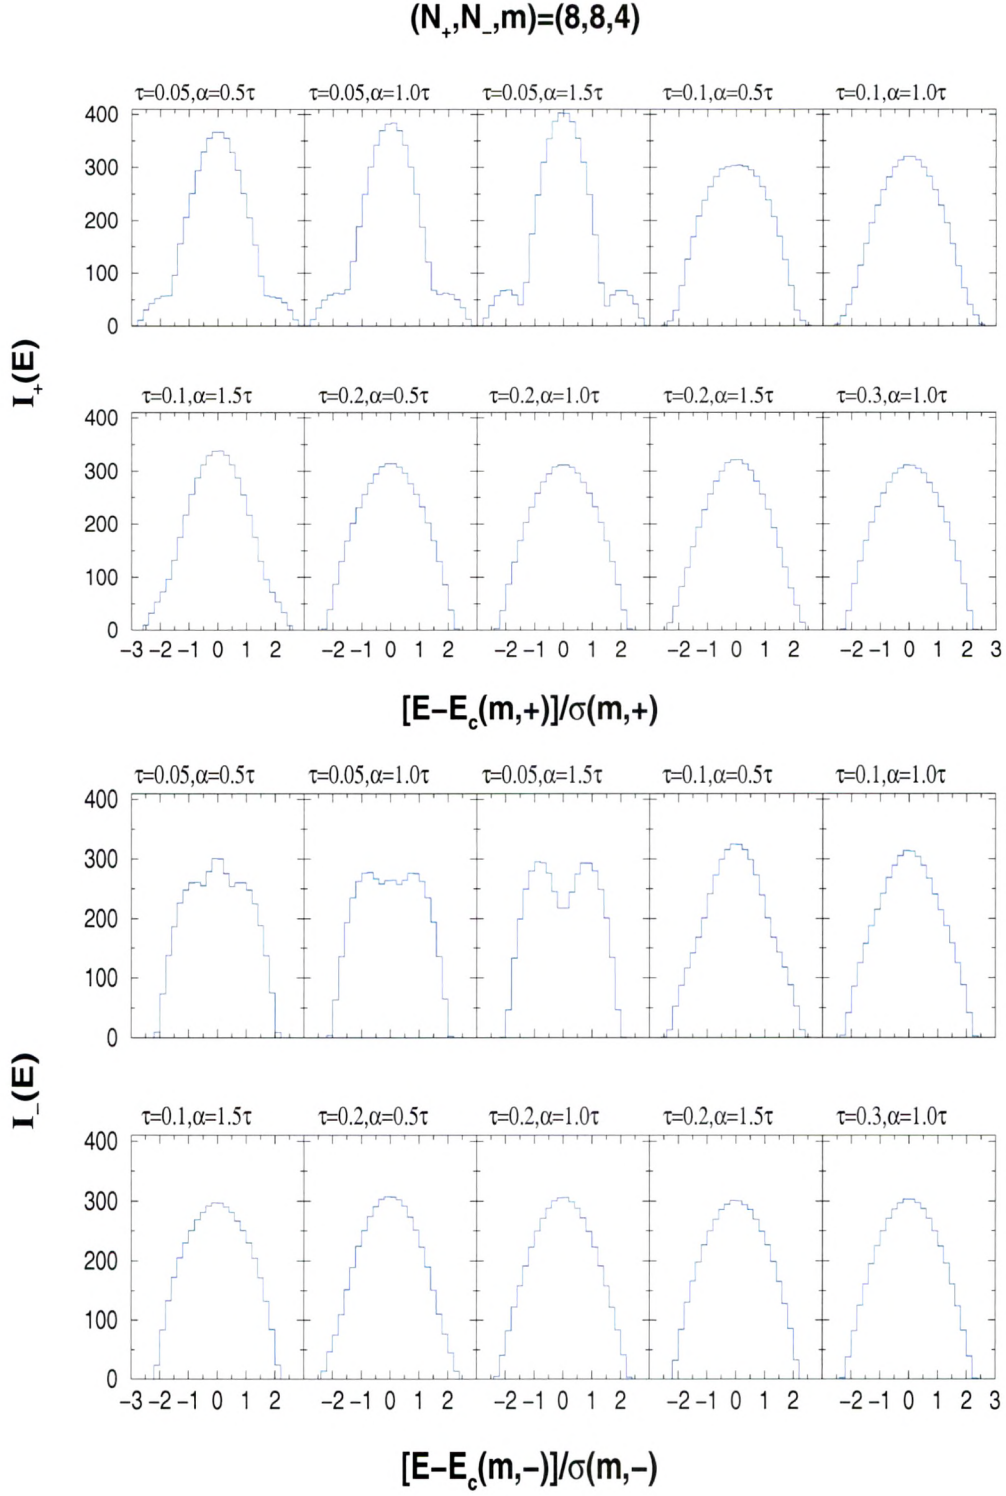 (N₊,N₋,m)=(8,8,4)
τ=0.05,α=0.5τ τ=0.05,α=1.0τ τ=0.05,α=1.5τ τ=0.1,α=0.5τ τ=0.1,α=1.0τ
400
300
200
100
0
I₊(E)
τ=0.1,α=1.5τ τ=0.2,α=0.5τ τ=0.2,α=1.0τ τ=0.2,α=1.5τ τ=0.3,α=1.0τ
400
300
200
100
0
−3 −2 −1 0 1 2 −2 −1 0 1 2 −2 −1 0 1 2 −2 −1 0 1 2 −2 −1 0 1 2 3
[E−E_c(m,+)]/σ(m,+)
τ=0.05,α=0.5τ τ=0.05,α=1.0τ τ=0.05,α=1.5τ τ=0.1,α=0.5τ τ=0.1,α=1.0τ
400
300
200
100
0
I₋(E)
τ=0.1,α=1.5τ τ=0.2,α=0.5τ τ=0.2,α=1.0τ τ=0.2,α=1.5τ τ=0.3,α=1.0τ
400
300
200
100
0
−3 −2 −1 0 1 2 −2 −1 0 1 2 −2 −1 0 1 2 −2 −1 0 1 2 −2 −1 0 1 2 3
[E−E_c(m,−)]/σ(m,−)